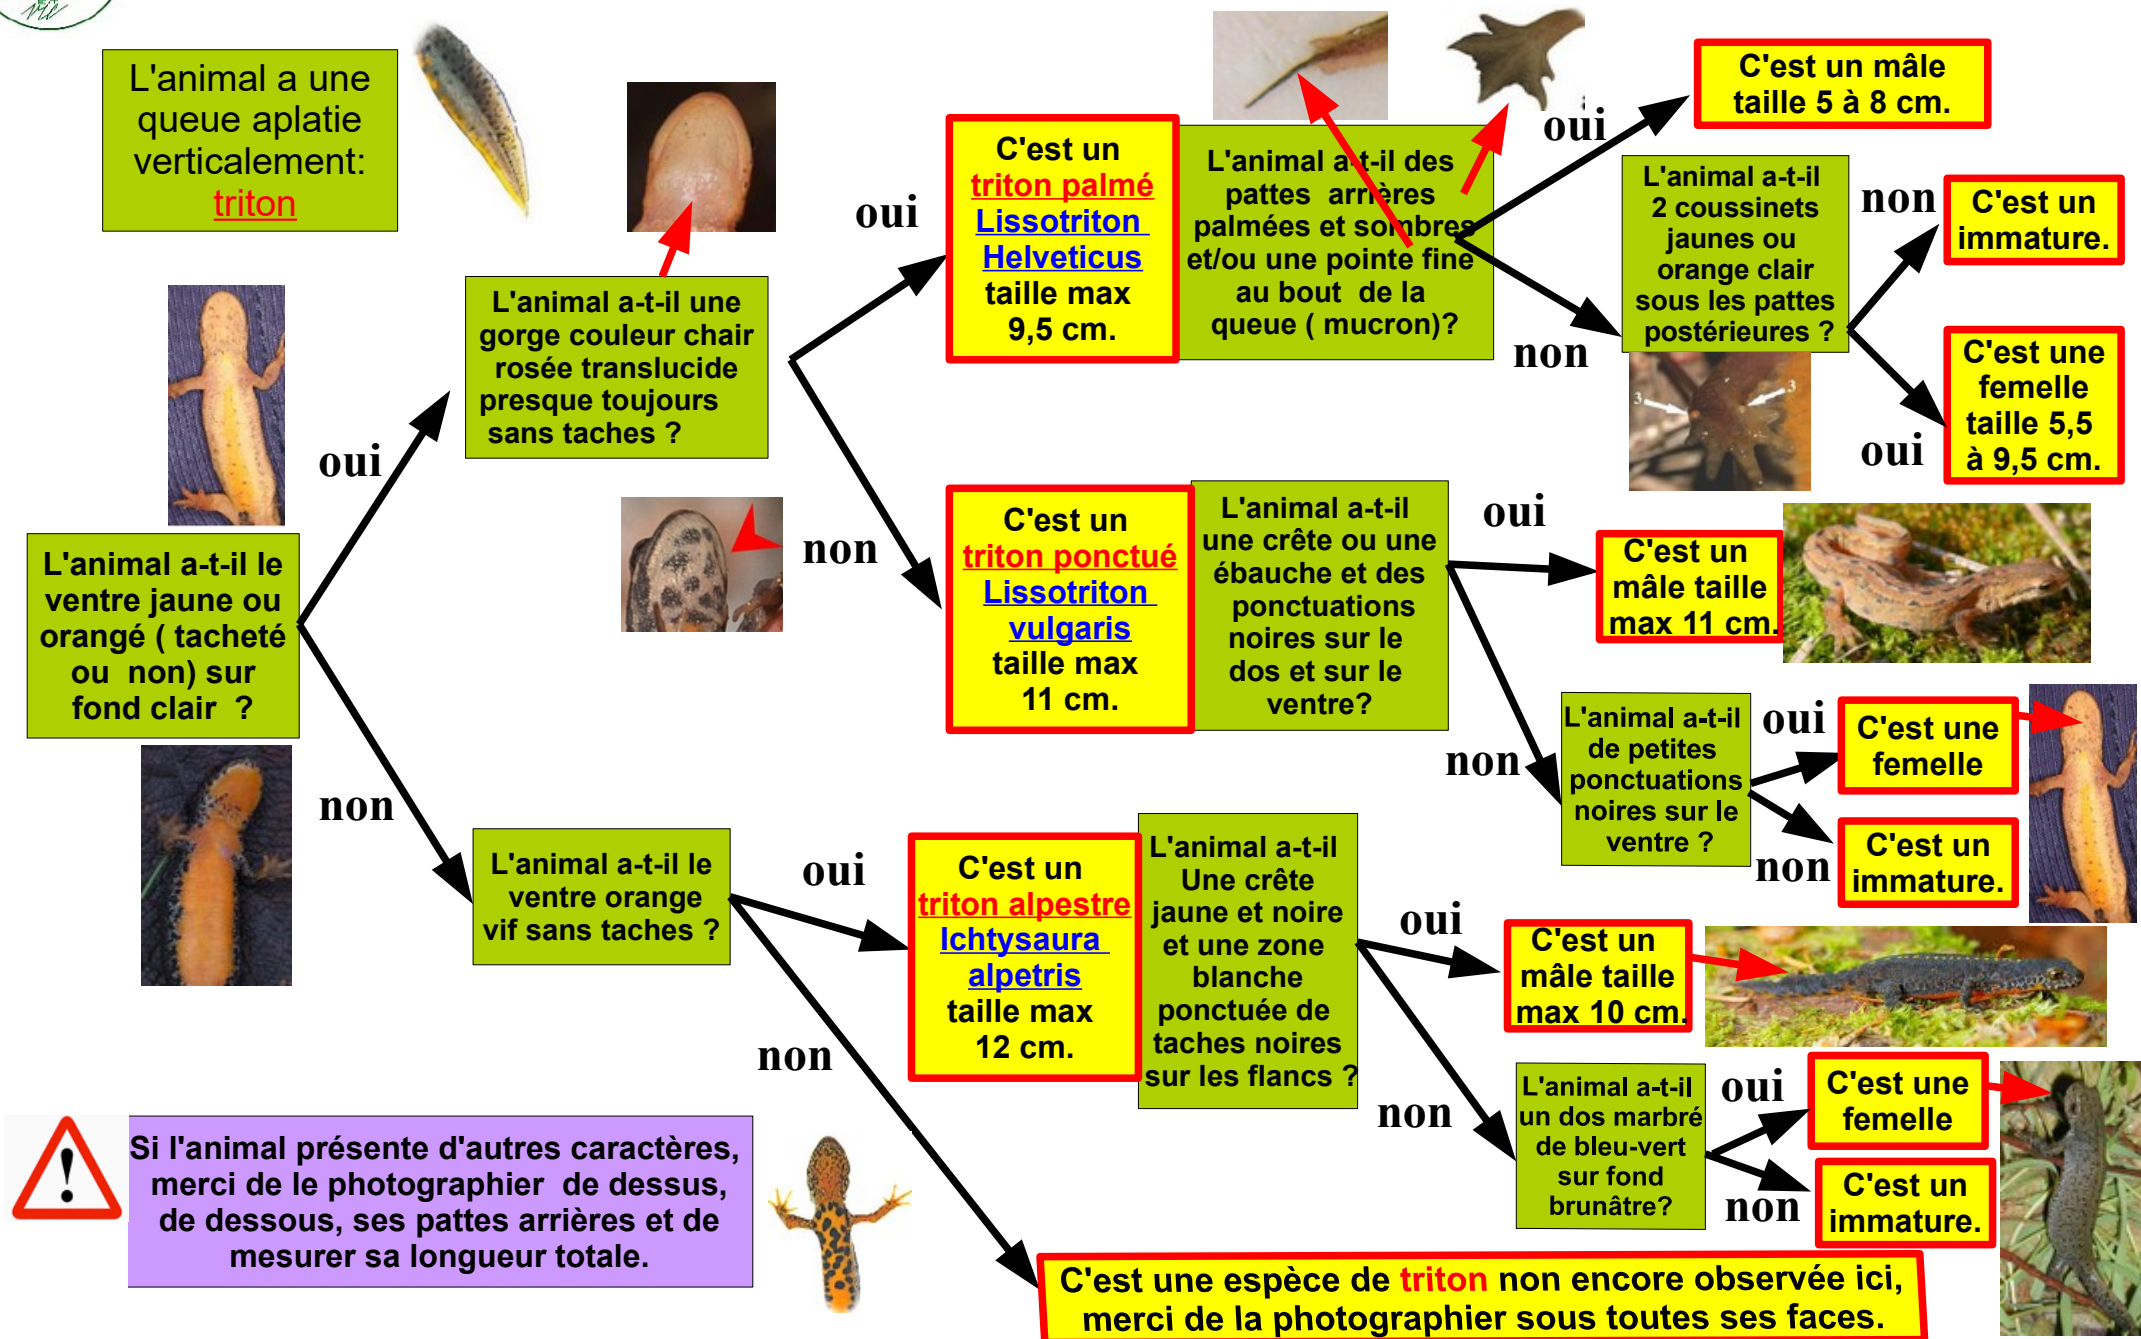 L'animal a une
queue aplatie
verticalement:
triton
L'animal a-t-il le
ventre jaune ou
orangé ( tacheté
ou non) sur
fond clair ?
oui
non
L'animal a-t-il une
gorge couleur chair
rosée translucide
presque toujours
sans taches ?
oui
non
C'est un
triton palmé
Lissotriton
Helveticus
taille max
9,5 cm.
L'animal a-t-il des
pattes arrières
palmées et sombres
et/ou une pointe fine
au bout de la
queue ( mucron)?
oui
non
C'est un mâle
taille 5 à 8 cm.
L'animal a-t-il
2 coussinets
jaunes ou
orange clair
sous les pattes
postérieures ?
3
3
non
oui
C'est un
immature.
C'est une
femelle
taille 5,5
à 9,5 cm.
C'est un
triton ponctué
Lissotriton
vulgaris
taille max
11 cm.
L'animal a-t-il
une crête ou une
ébauche et des
ponctuations
noires sur le
dos et sur le
ventre?
oui
non
C'est un
mâle taille
max 11 cm.
L'animal a-t-il
de petites
ponctuations
noires sur le
ventre ?
oui
non
C'est une
femelle
C'est un
immature.
L'animal a-t-il le
ventre orange
vif sans taches ?
oui
non
C'est un
triton alpestre
Ichtysaura
alpetris
taille max
12 cm.
L'animal a-t-il
Une crête
jaune et noire
et une zone
blanche
ponctuée de
taches noires
sur les flancs ?
oui
non
C'est un
mâle taille
max 10 cm.
L'animal a-t-il
un dos marbré
de bleu-vert
sur fond
brunâtre?
oui
non
C'est une
femelle
C'est un
immature.
Si l'animal présente d'autres caractères,
merci de le photographier de dessus,
de dessous, ses pattes arrières et de
mesurer sa longueur totale.
C'est une espèce de triton non encore observée ici,
merci de la photographier sous toutes ses faces.